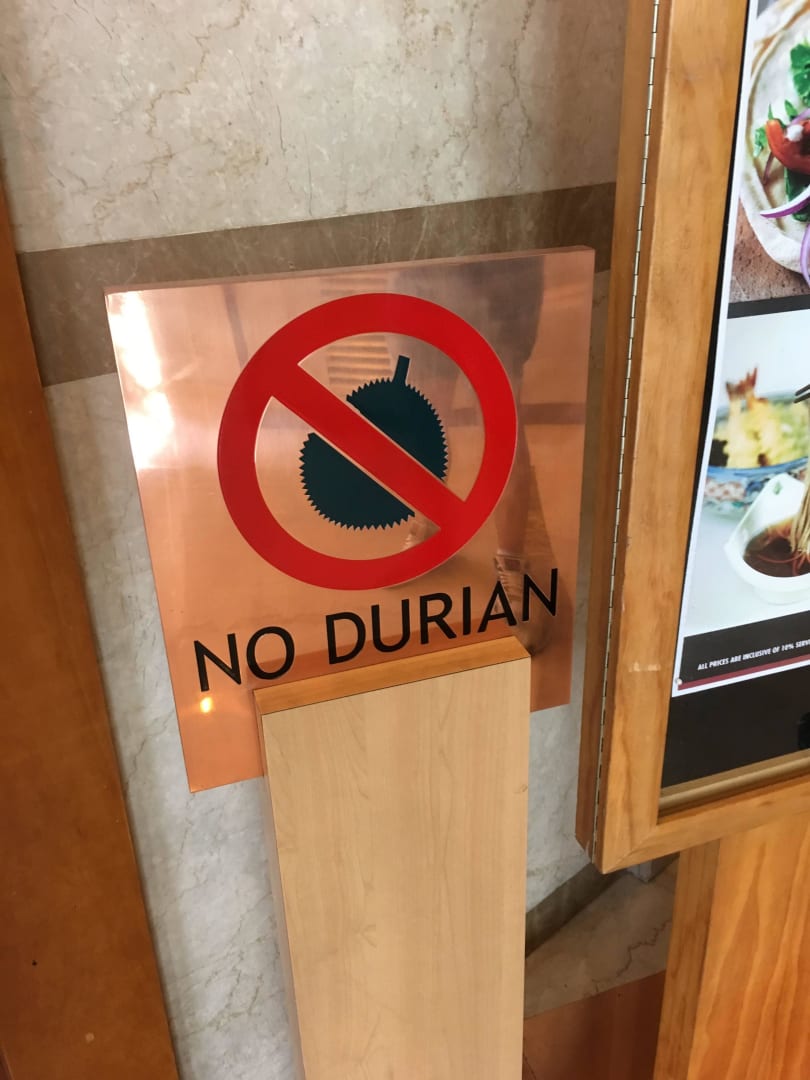 NO DURIAN
ALL PRICES ARE INCLUSIVE OF 10% SERV